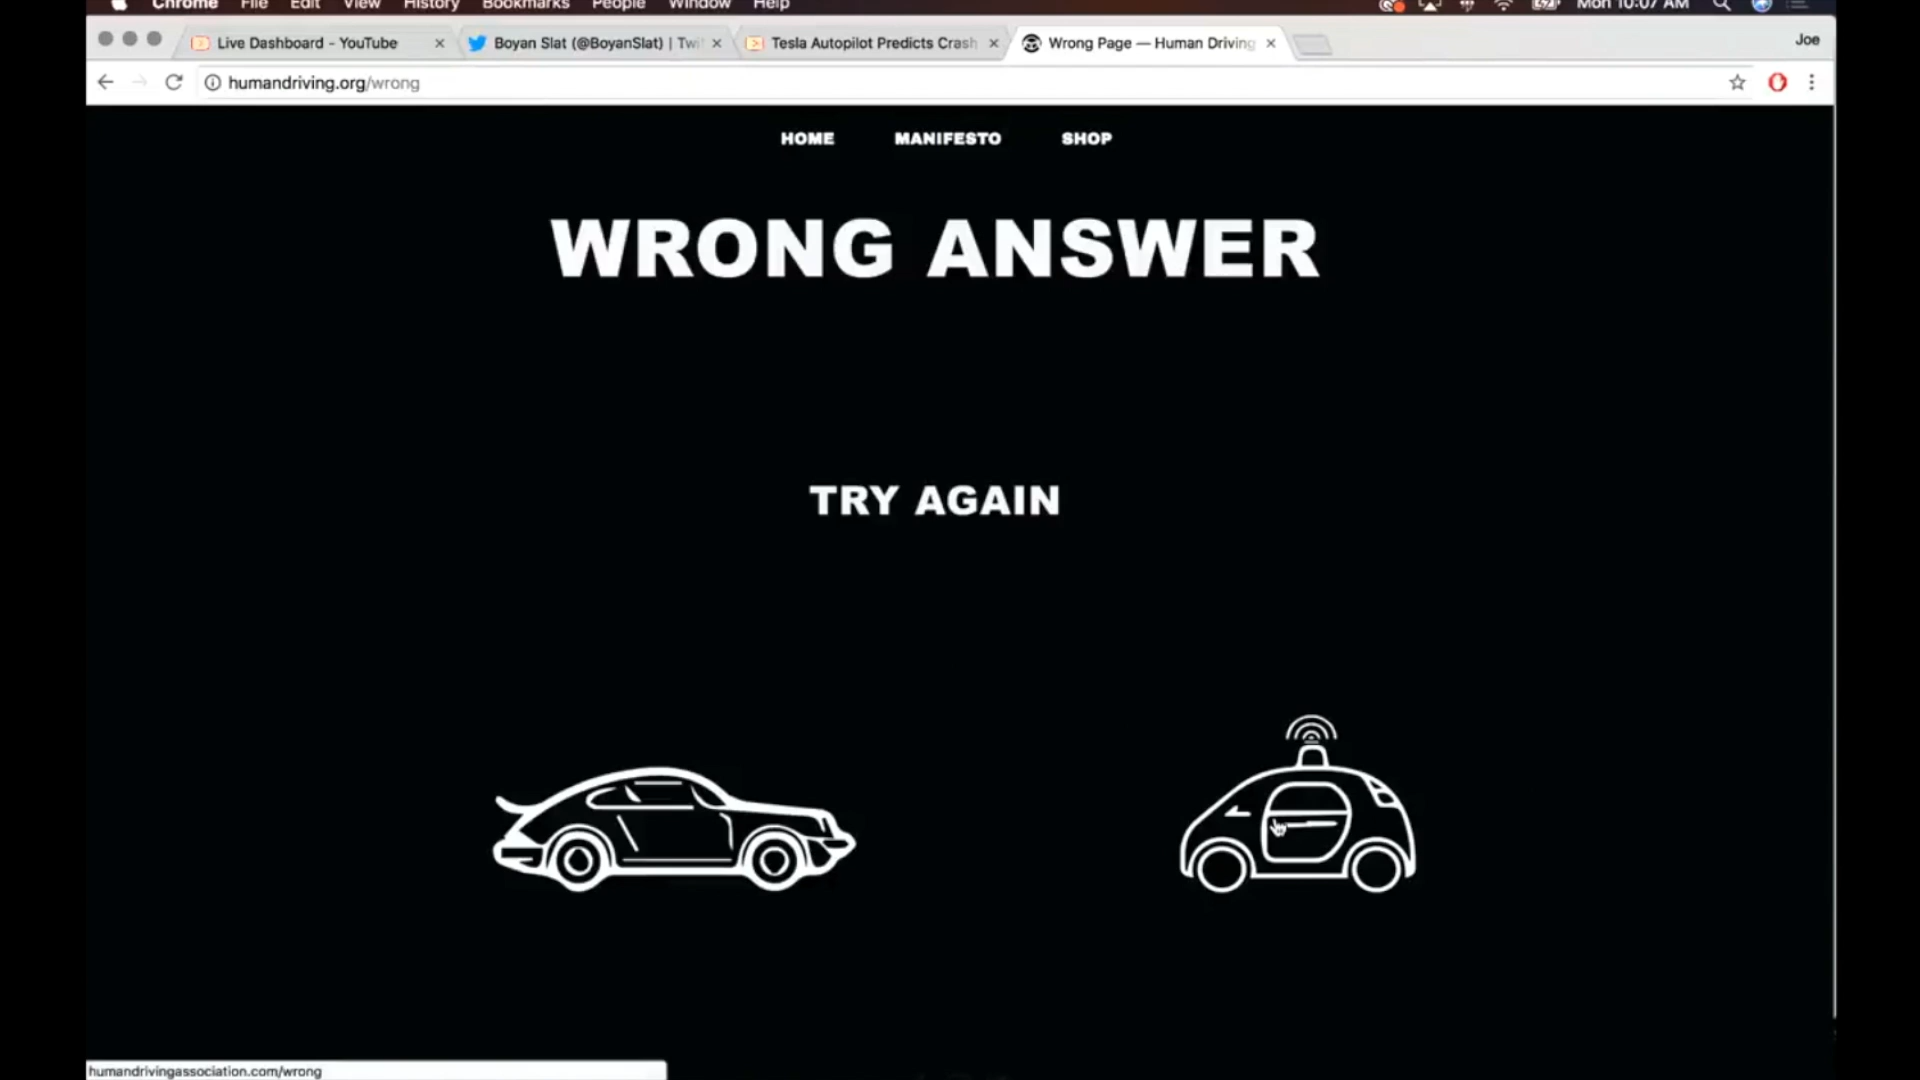 Chrome File Edit View History Bookmarks People Window Help Mon 10:07 AM
Live Dashboard - YouTube Boyan Slat (@BoyanSlat) | Twi Tesla Autopilot Predicts Crash Wrong Page — Human Driving Joe
humandriving.org/wrong
HOME MANIFESTO SHOP
WRONG ANSWER
TRY AGAIN
humandrivingassociation.com/wrong